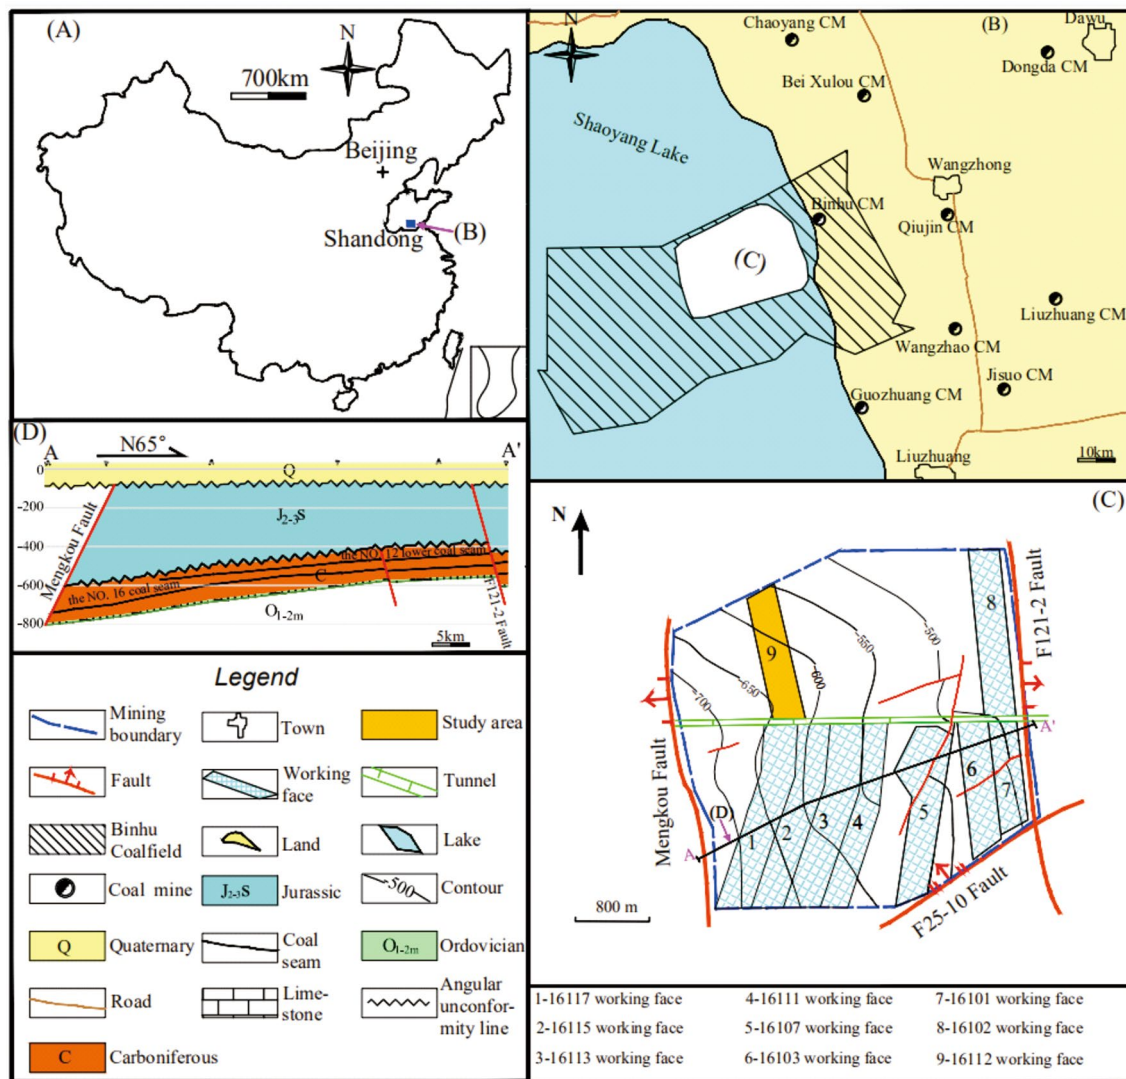 (A)
N
700km
Beijing
Shandong
(B)
N
(B)
Chaoyang CM
Dawu
Dongda CM
Bei Xulou CM
Shaoyang Lake
Wangzhong
Binhu CM
Qiujin CM
(C)
Liuzhuang CM
Wangzhao CM
Jisuo CM
Guozhuang CM
Liuzhuang
10km
(D)
A
N65°
A'
0
Q
-200
J2-3S
-400
the NO. 12 lower coal seam
C
-600
the NO. 16 coal seam
O1-2m
-800
Mengkou Fault
F121-2 Fault
5km
(C)
N
8
9
-550
-500
-600
-650
-700
F121-2 Fault
Mengkou Fault
A'
6
7
(D)
1
2
3
4
5
A
F25-10 Fault
800 m
Legend
Mining boundary
Town
Study area
Fault
Working face
Tunnel
Binhu Coalfield
Land
Lake
Coal mine
J2-3S
Jurassic
-500
Contour
Q
Quaternary
Coal seam
O1-2m
Ordovician
Road
Lime-stone
Angular unconfor-mity line
C
Carboniferous
1-16117 working face
4-16111 working face
7-16101 working face
2-16115 working face
5-16107 working face
8-16102 working face
3-16113 working face
6-16103 working face
9-16112 working face